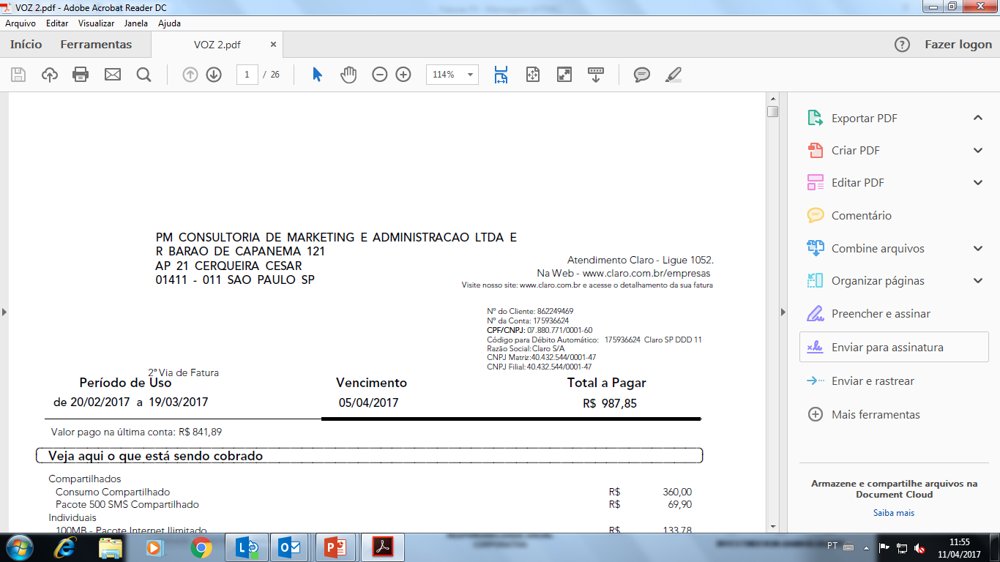 VOZ 2.pdf - Adobe Acrobat Reader DC
Arquivo Editar Visualizar Janela Ajuda
Início Ferramentas VOZ 2.pdf × Fazer logon
1 / 26 114%
PM CONSULTORIA DE MARKETING E ADMINISTRACAO LTDA E
R BARAO DE CAPANEMA 121
AP 21 CERQUEIRA CESAR
01411 - 011 SAO PAULO SP
Atendimento Claro - Ligue 1052.
Na Web - www.claro.com.br/empresas
Visite nosso site: www.claro.com.br e acesse o detalhamento da sua fatura
Nº do Cliente: 862249469
Nº da Conta: 175936624
CPF/CNPJ: 07.880.771/0001-60
Código para Débito Automático: 175936624 Claro SP DDD 11
Razão Social: Claro S/A
CNPJ Matriz: 40.432.544/0001-47
CNPJ Filial: 40.432.544/0001-47
2ª Via de Fatura
Período de Uso Vencimento Total a Pagar
de 20/02/2017 a 19/03/2017 05/04/2017 R$ 987,85
Valor pago na última conta: R$ 841,89
Veja aqui o que está sendo cobrado
Compartilhados
Consumo Compartilhado R$ 360,00
Pacote 500 SMS Compartilhado R$ 69,90
Individuais
100MB - Pacote Internet Ilimitado R$ 133,78
Exportar PDF
Criar PDF
Editar PDF
Comentário
Combine arquivos
Organizar páginas
Preencher e assinar
Enviar para assinatura
Enviar e rastrear
Mais ferramentas
Armazene e compartilhe arquivos na
Document Cloud
Saiba mais
PT 11:55
11/04/2017